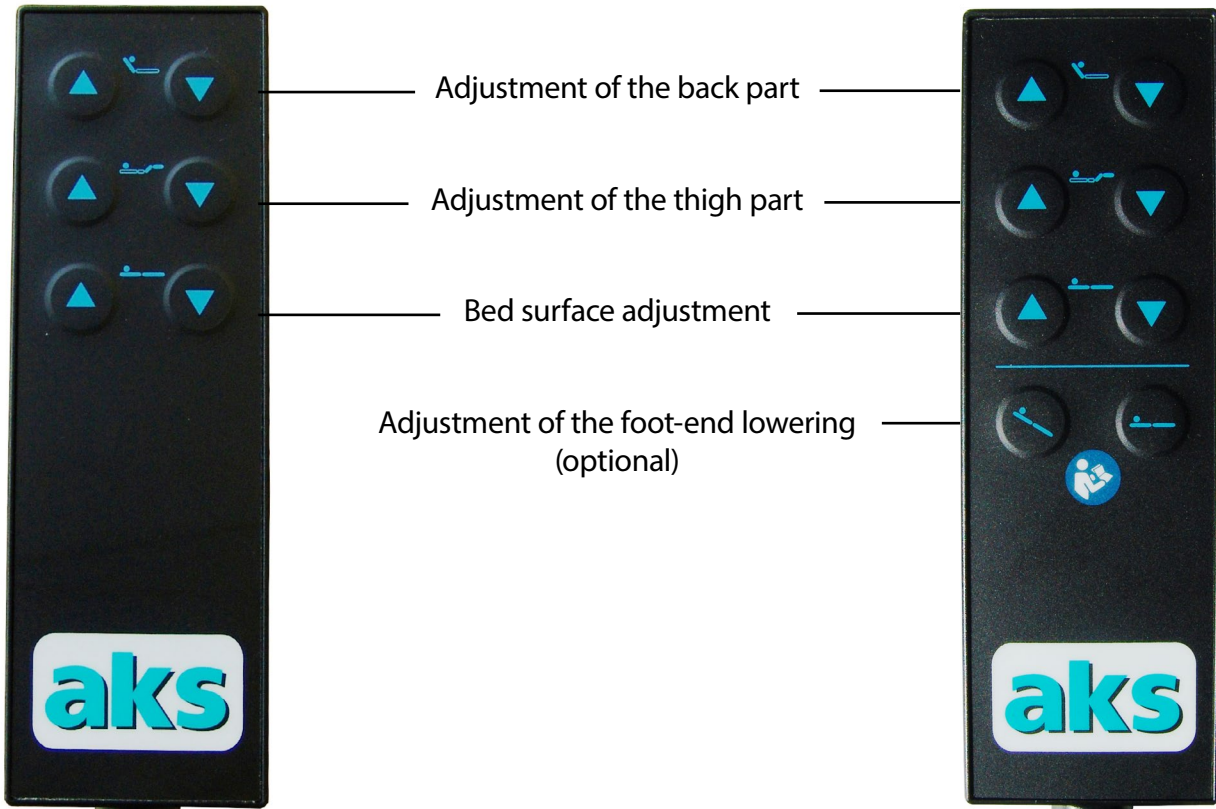 Adjustment of the back part
Adjustment of the thigh part
Bed surface adjustment
Adjustment of the foot-end lowering
(optional)
aks
aks